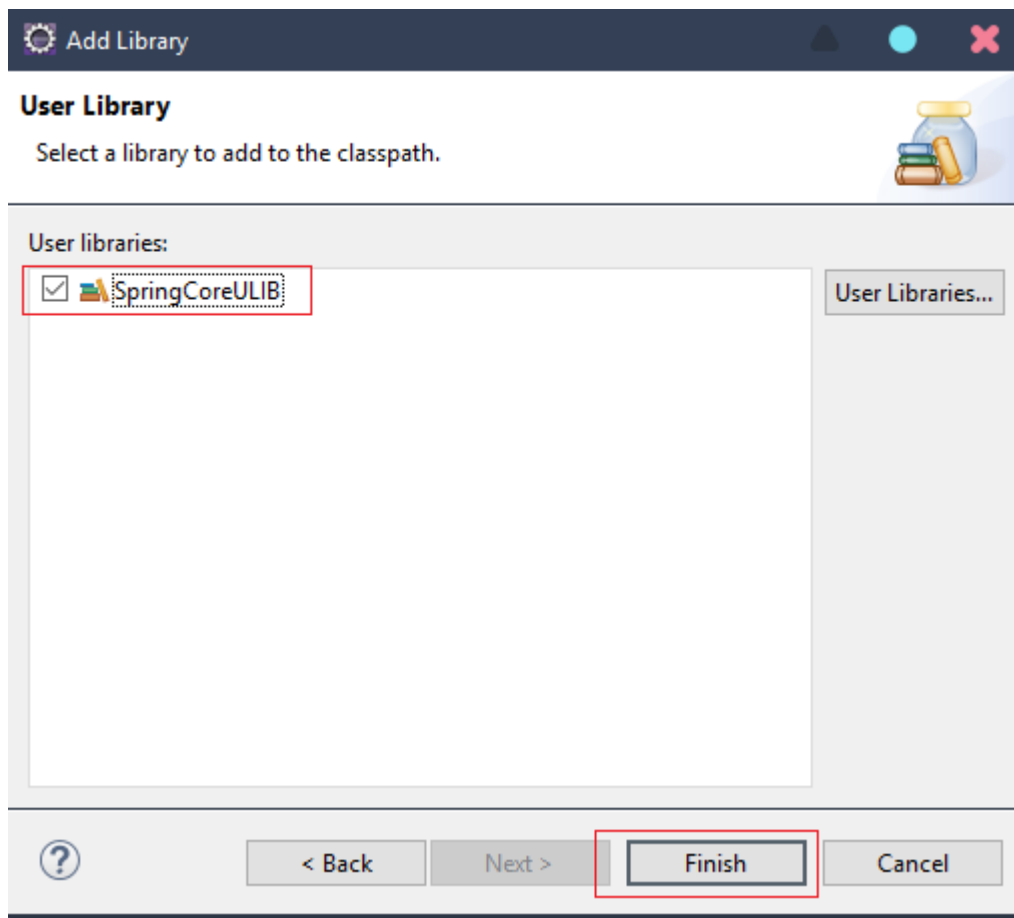 Add Library
User Library
Select a library to add to the classpath.
User libraries:
SpringCoreULIB
User Libraries...
?
< Back
Next >
Finish
Cancel